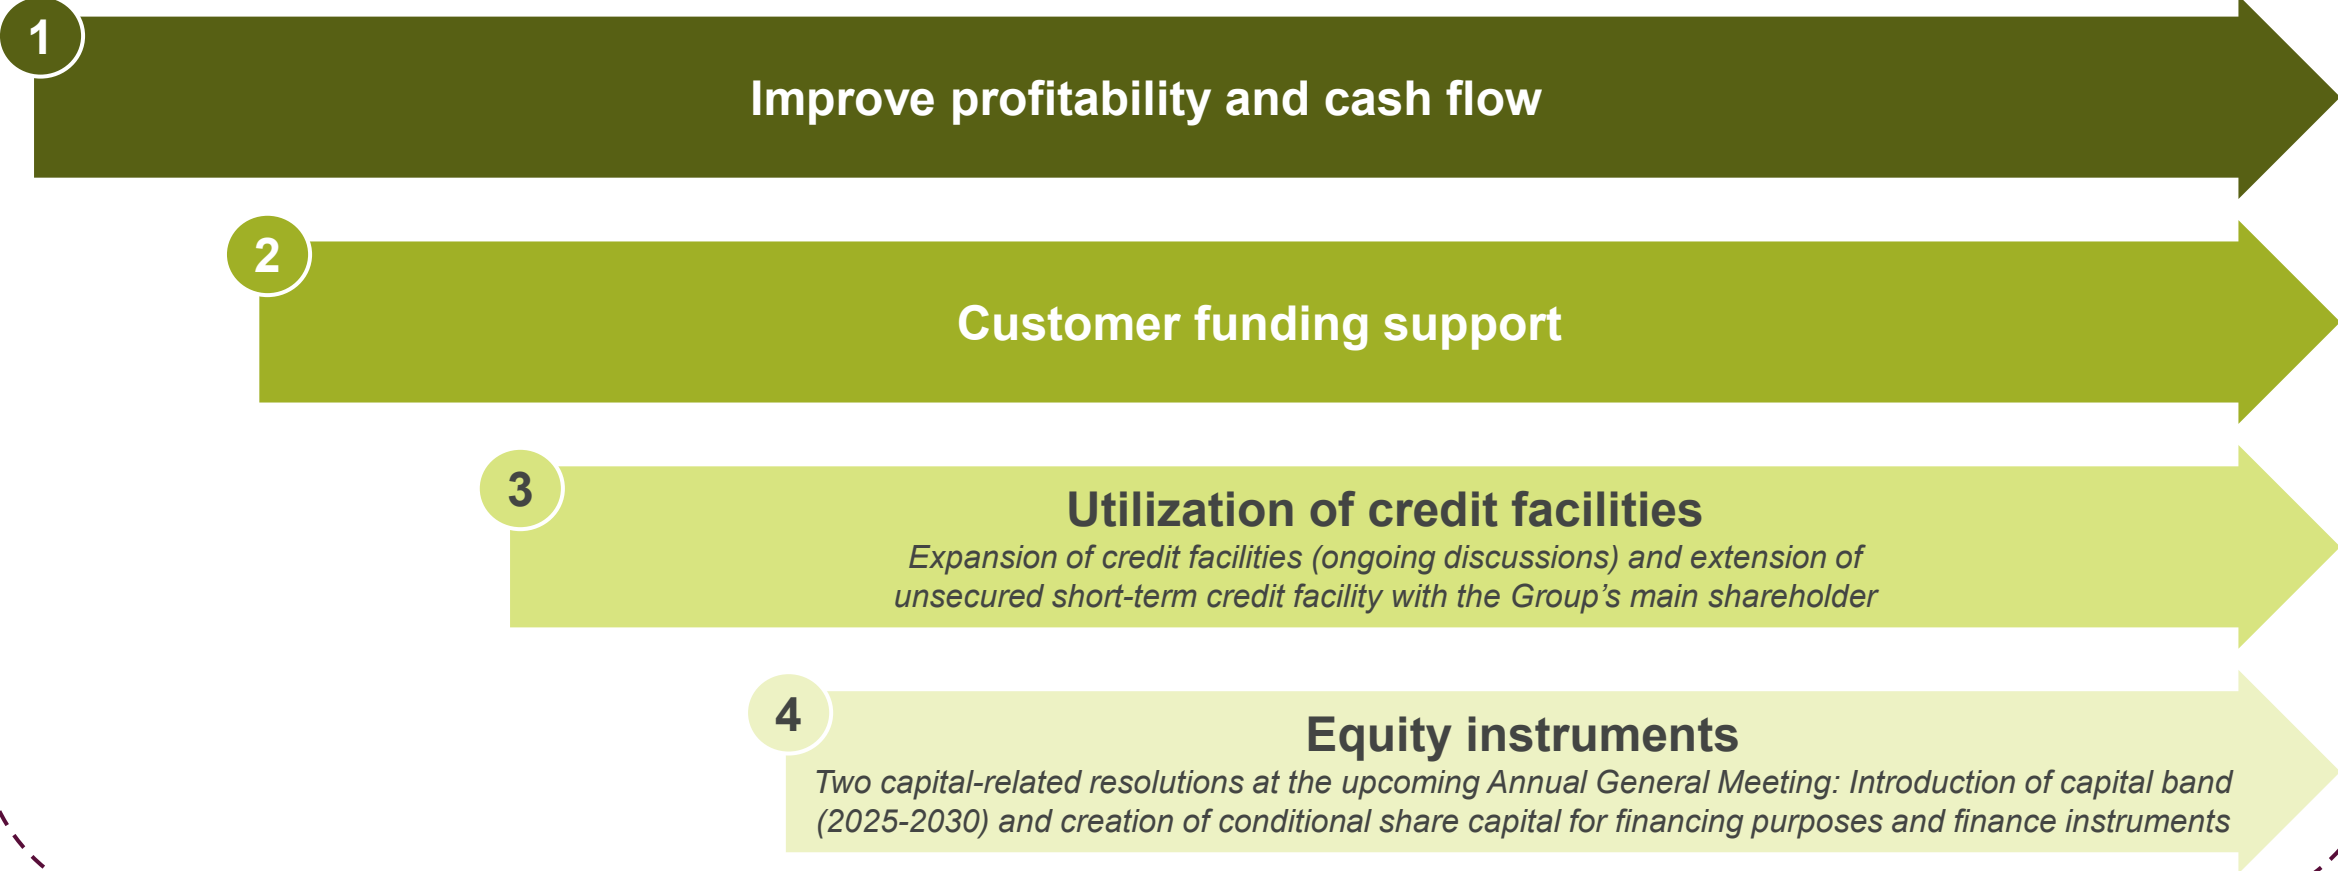 1
Improve profitability and cash flow
2
Customer funding support
3
Utilization of credit facilities
Expansion of credit facilities (ongoing discussions) and extension of
unsecured short-term credit facility with the Group's main shareholder
4
Equity instruments
Two capital-related resolutions at the upcoming Annual General Meeting: Introduction of capital band
(2025-2030) and creation of conditional share capital for financing purposes and finance instruments